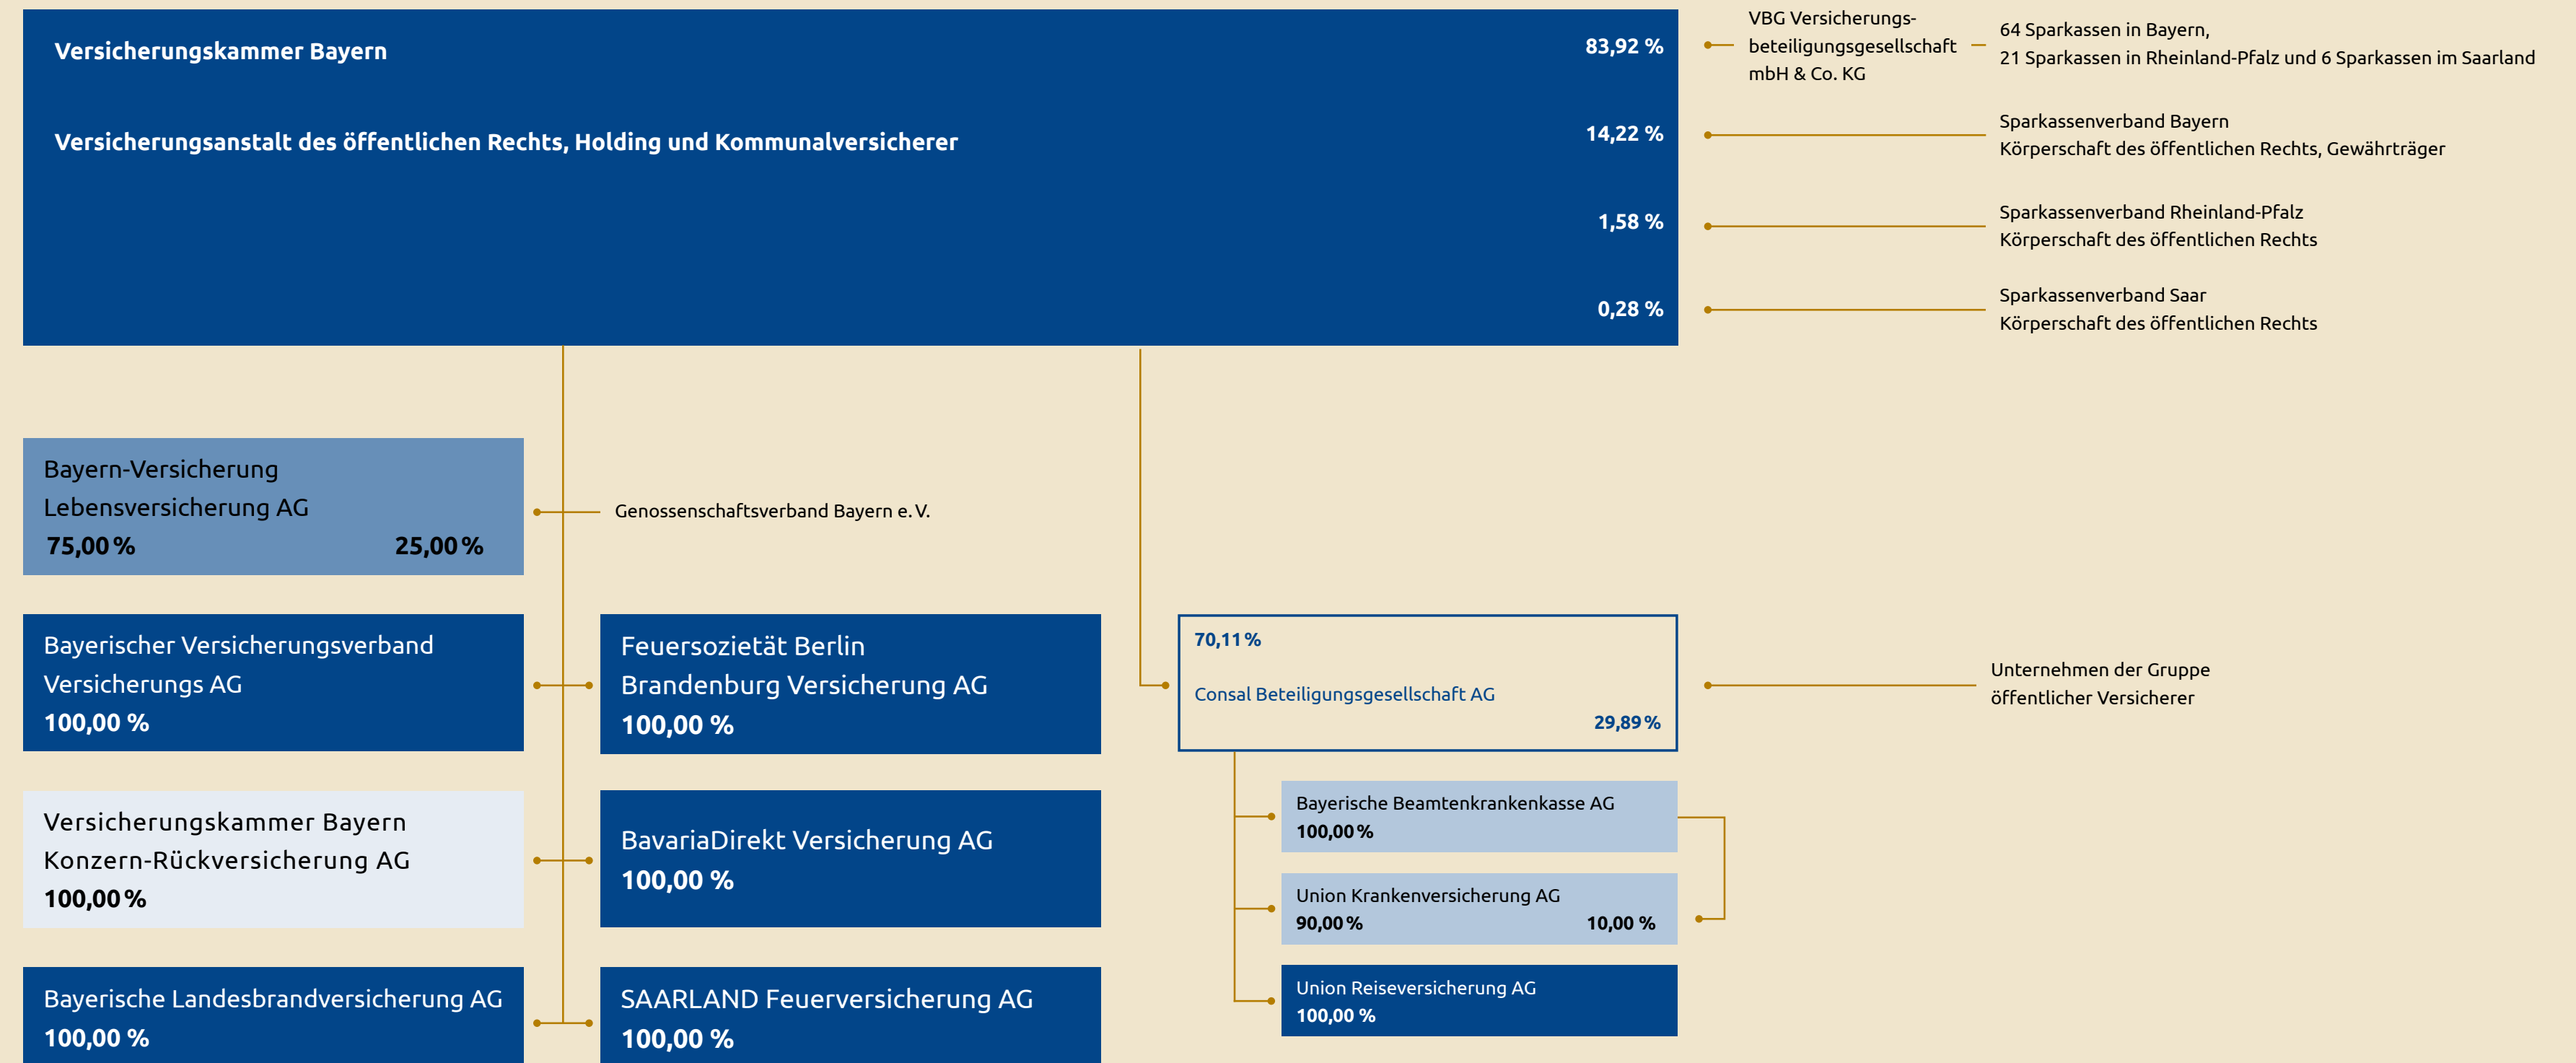 Versicherungskammer Bayern
83,92 %
VBG Versicherungs-
beteiligungsgesellschaft
mbH & Co. KG
64 Sparkassen in Bayern,
21 Sparkassen in Rheinland-Pfalz und 6 Sparkassen im Saarland
Versicherungsanstalt des öffentlichen Rechts, Holding und Kommunalversicherer
14,22 %
Sparkassenverband Bayern
Körperschaft des öffentlichen Rechts, Gewährträger
1,58 %
Sparkassenverband Rheinland-Pfalz
Körperschaft des öffentlichen Rechts
0,28 %
Sparkassenverband Saar
Körperschaft des öffentlichen Rechts
Bayern-Versicherung
Lebensversicherung AG
75,00 % 25,00 %
Genossenschaftsverband Bayern e. V.
Bayerischer Versicherungsverband
Versicherungs AG
100,00 %
Feuersozietät Berlin
Brandenburg Versicherung AG
100,00 %
70,11 %
Consal Beteiligungsgesellschaft AG
29,89 %
Unternehmen der Gruppe
öffentlicher Versicherer
Versicherungskammer Bayern
Konzern-Rückversicherung AG
100,00 %
BavariaDirekt Versicherung AG
100,00 %
Bayerische Beamtenkrankenkasse AG
100,00 %
Union Krankenversicherung AG
90,00 % 10,00 %
Union Reiseversicherung AG
100,00 %
Bayerische Landesbrandversicherung AG
100,00 %
SAARLAND Feuerversicherung AG
100,00 %